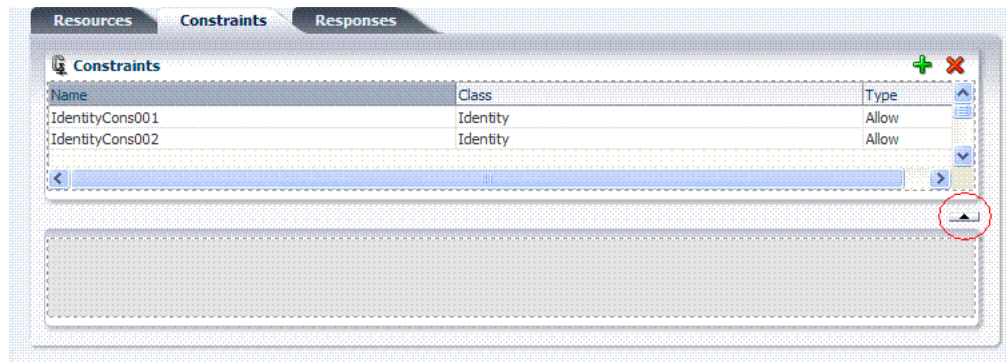 Resources Constraints Responses
Constraints
Name Class Type
IdentityCons001 Identity Allow
IdentityCons002 Identity Allow